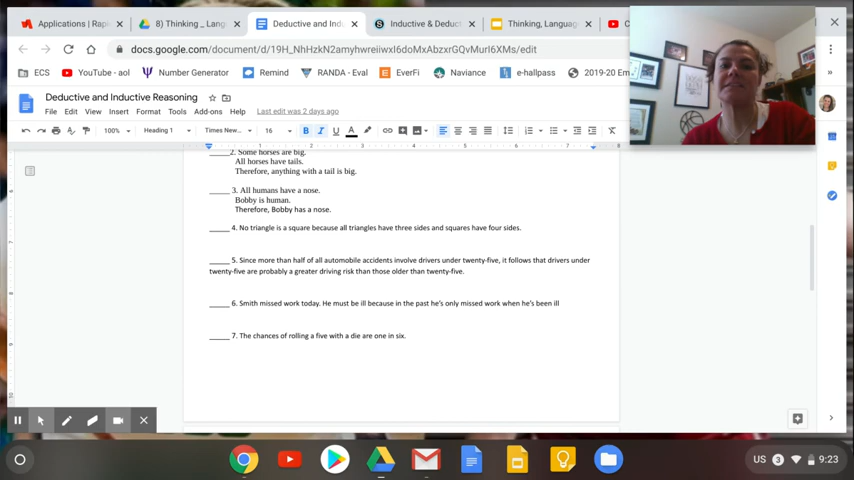 Applications | Rapi
8) Thinking _ Langu
Deductive and Indu
Inductive & Deduct
Thinking, Language
docs.google.com/document/d/19H_NhHzkN2amyhwreiiwxI6doMxAbzxrGQvMurI6XMs/edit
ECS
YouTube - aol
Number Generator
Remind
RANDA - Eval
EverFi
Naviance
e-hallpass
2019-20 Em
Deductive and Inductive Reasoning
File Edit View Insert Format Tools Add-ons Help Last edit was 2 days ago
100% Heading 1 Times New... 16 B I U A
_____2. Some horses are big.
All horses have tails.
Therefore, anything with a tail is big.
_____ 3. All humans have a nose.
Bobby is human.
Therefore, Bobby has a nose.
_____ 4. No triangle is a square because all triangles have three sides and squares have four sides.
_____ 5. Since more than half of all automobile accidents involve drivers under twenty-five, it follows that drivers under
twenty-five are probably a greater driving risk than those older than twenty-five.
_____ 6. Smith missed work today. He must be ill because in the past he's only missed work when he's been ill
_____ 7. The chances of rolling a five with a die are one in six.
US 3 9:23